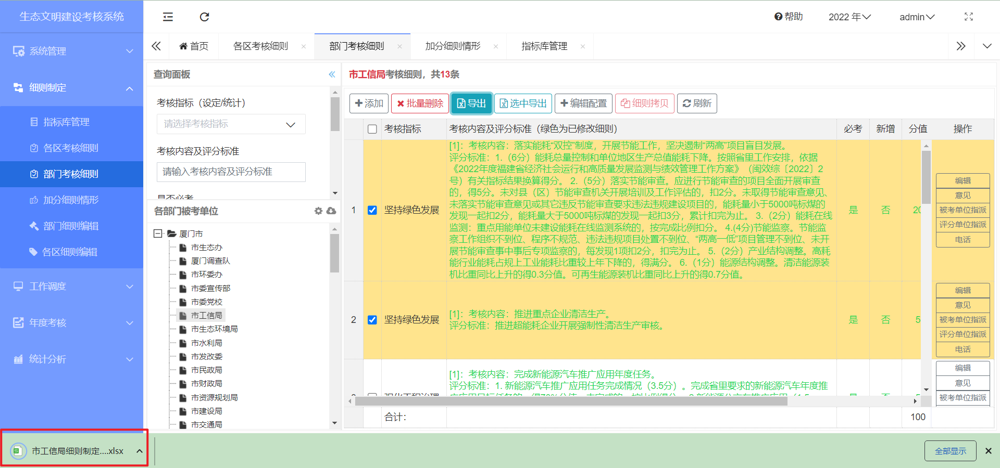 生态文明建设考核系统
帮助
2022 年
admin
首页
各区考核细则
部门考核细则
加分细则情形
指标库管理
系统管理
细则制定
指标库管理
各区考核细则
部门考核细则
加分细则情形
部门细则编辑
各区细则编辑
工作调度
年度考核
统计分析
查询面板
考核指标（设定/统计）
请选择考核指标
考核内容及评分标准
请输入考核内容及评分标准
是否必考
各部门被考单位
厦门市
市生态办
厦门调查队
市环委办
市委宣传部
市委党校
市工信局
市生态环境局
市水利局
市发改委
市民政局
市财政局
市资源规划局
市建设局
市交通局
市工信局考核细则，共13条
添加
批量删除
导出
选中导出
编辑配置
细则拷贝
刷新
考核指标
考核内容及评分标准（绿色为已修改细则）
必考
新增
分值
操作
1
坚持绿色发展
[1]：考核内容：落实能耗“双控”制度，开展节能工作，坚决遏制“两高”项目盲目发展。
评分标准：1.（6分）能耗总量控制和单位地区生产总值能耗下降。按照省里工作安排，依据
《2022年度福建省经济社会运行和高质量发展监测与绩效管理工作方案》（闽效综〔2022〕2
号）有关指标结果换算得分。 2.（5分）落实节能审查。应进行节能审查的项目全面开展审查
的，得5分。未对县（区）节能审查机关开展培训及工作评估的，扣2分。未取得节能审查意见、
未落实节能审查意见或其它违反节能审查要求违法违规建设项目的，能耗量小于5000吨标煤的
发现一起扣2分，能耗量大于5000吨标煤的发现一起扣3分，累计扣完为止。 3.（2分）能耗在线
监测：重点用能单位未建设能耗在线监测系统的，按完成比例扣分。 4.(4分)节能监察。节能监
察工作组织不到位、程序不规范、违法违规项目处置不到位、“两高一低”项目管理不到位、未开
展节能审查事中事后专项监察的，每发现1项扣2分，扣完为止。 5.（2分）产业结构调整。高耗
能行业能耗占规上工业能耗比重较上年下降的，得满分。 6.（1分）能源结构调整。清洁能源装
机比重同比上升的得0.3分值。可再生能源装机比重同比上升的得0.7分值。
是
否
20
编辑
意见
被考单位指派
评分单位指派
电话
2
坚持绿色发展
[1]：考核内容：推进重点企业清洁生产。
评分标准：推进超能耗企业开展强制性清洁生产审核。
是
否
5
编辑
意见
被考单位指派
评分单位指派
电话
[1]：考核内容：完成新能源汽车推广应用年度任务。
评分标准：1. 新能源汽车推广应用任务完成情况（3.5分）。完成省里要求的新能源汽车年度推
编辑
意见
被考单位指派
合计：
100
市工信局细则制定....xlsx
全部显示